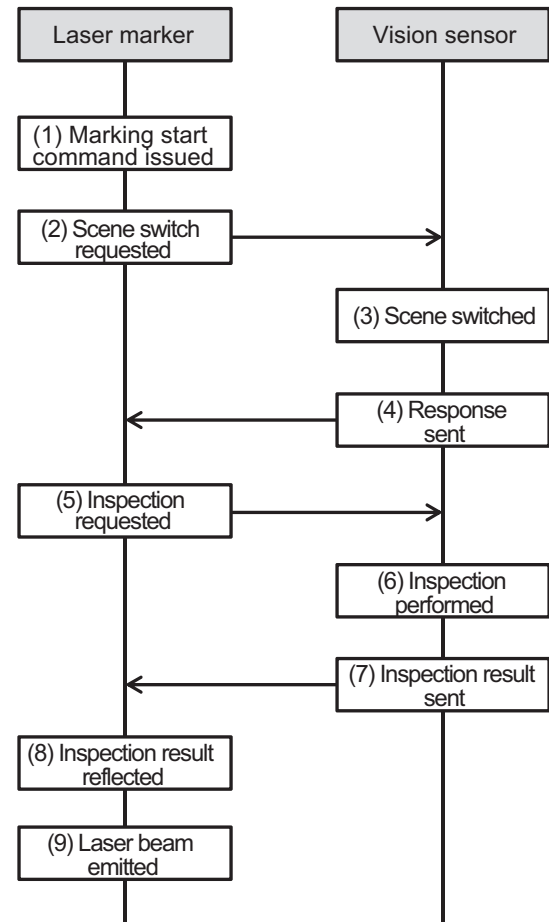 Laser marker
Vision sensor
(1) Marking start
command issued
(2) Scene switch
requested
(3) Scene switched
(4) Response
sent
(5) Inspection
requested
(6) Inspection
performed
(7) Inspection result
sent
(8) Inspection result
reflected
(9) Laser beam
emitted